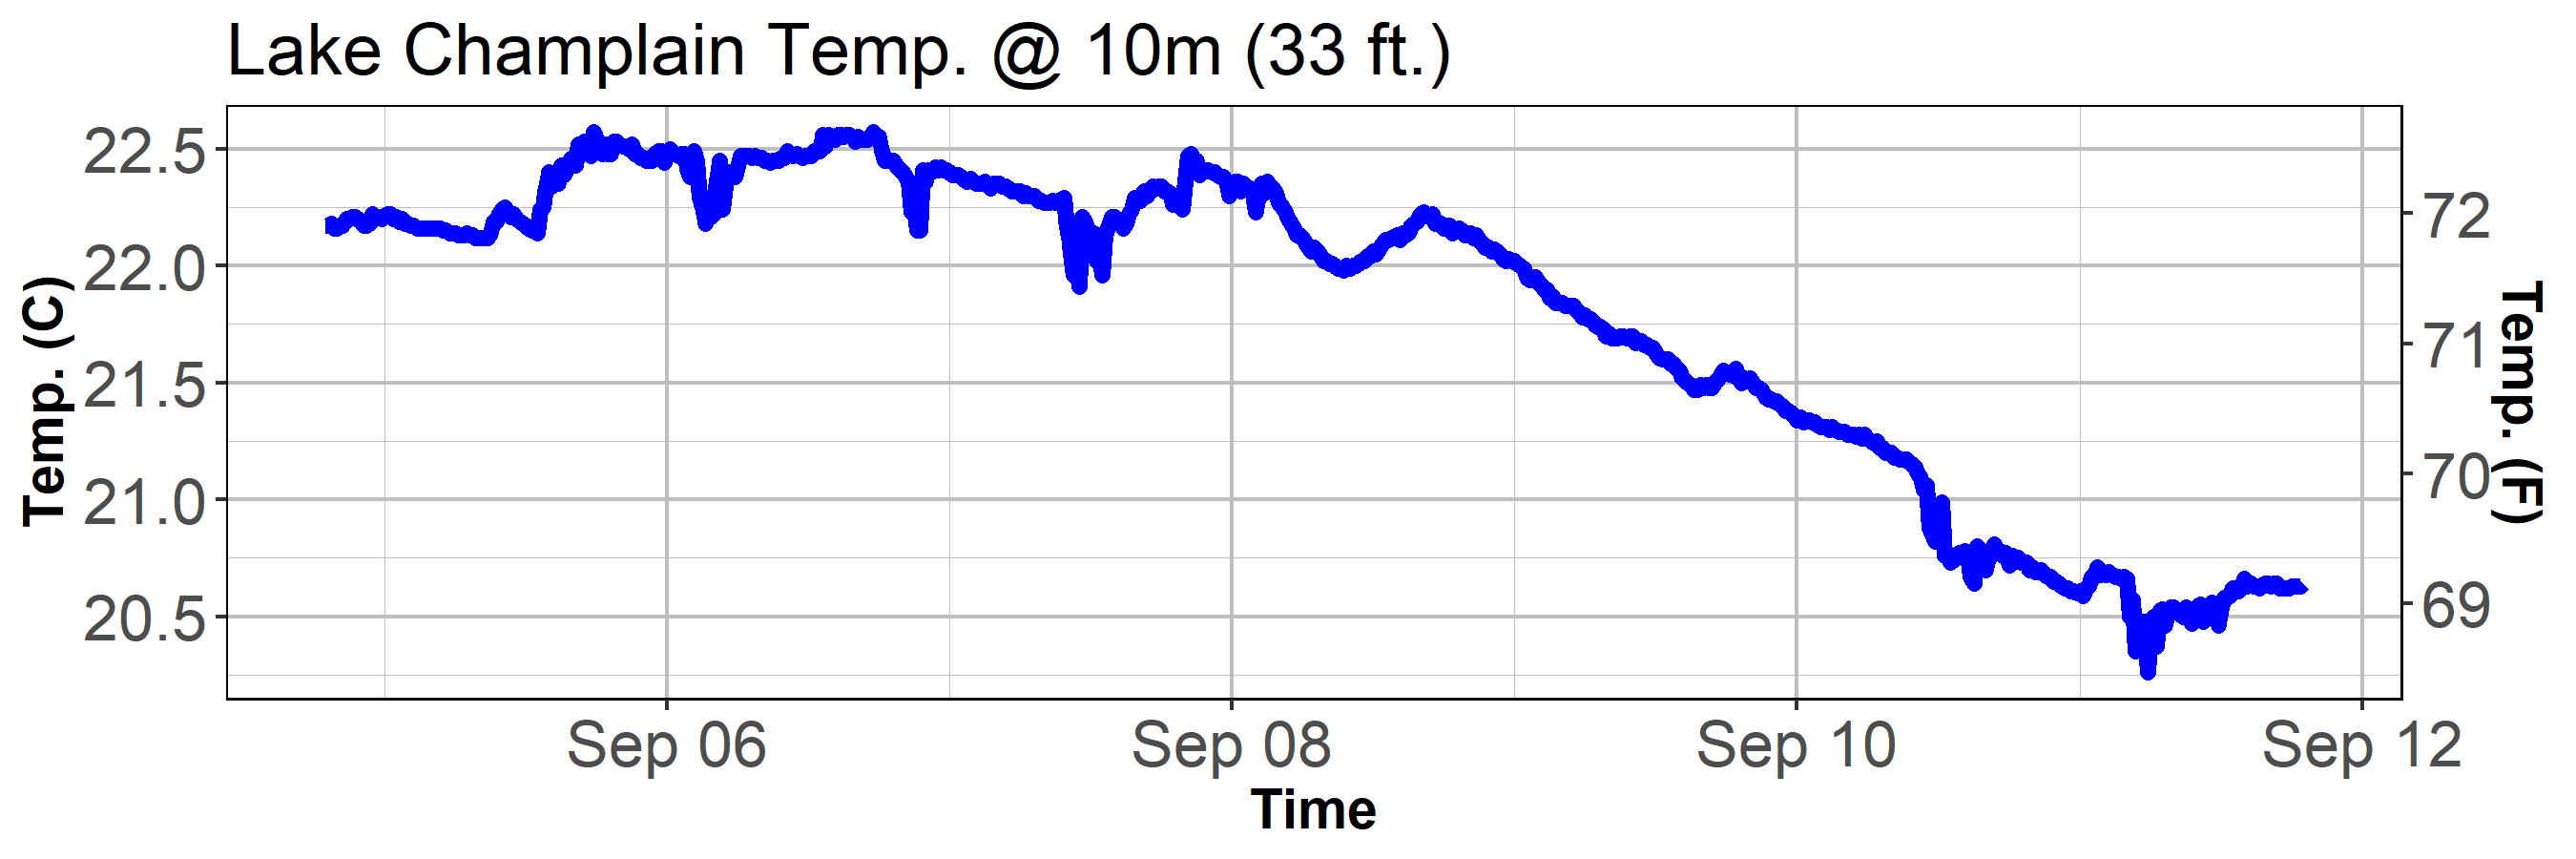 Lake Champlain Temp. @ 10m (33 ft.)
Temp. (C)
22.5
22.0
21.5
21.0
20.5
72
71
70
69
Temp. (F)
Sep 06
Sep 08
Sep 10
Sep 12
Time